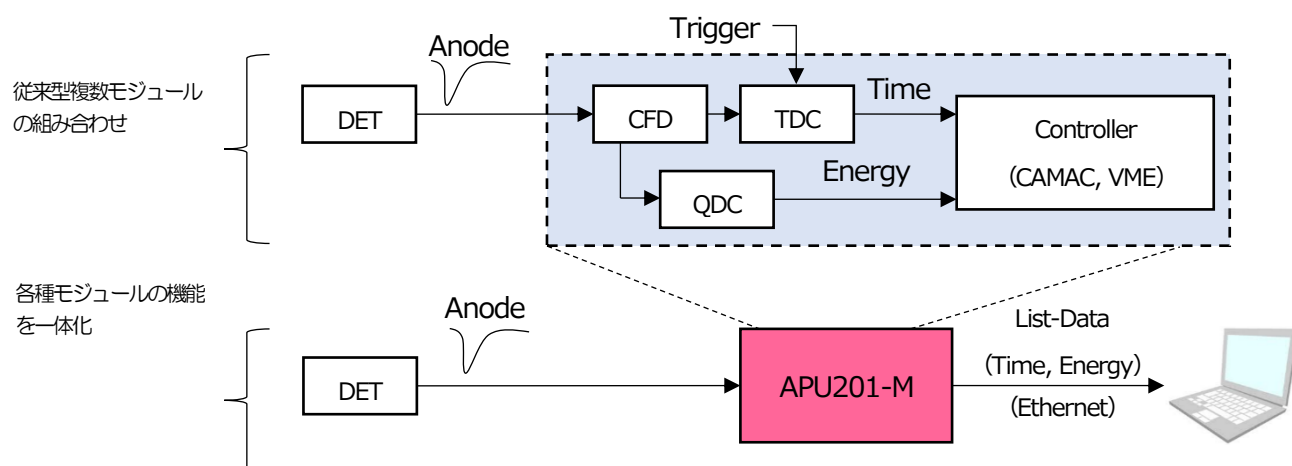 Trigger
Anode
従来型複数モジュール
の組み合わせ
DET
CFD
TDC
Time
Controller
(CAMAC, VME)
QDC
Energy
各種モジュールの機能
を一体化
Anode
DET
APU201-M
List-Data
(Time, Energy)
(Ethernet)